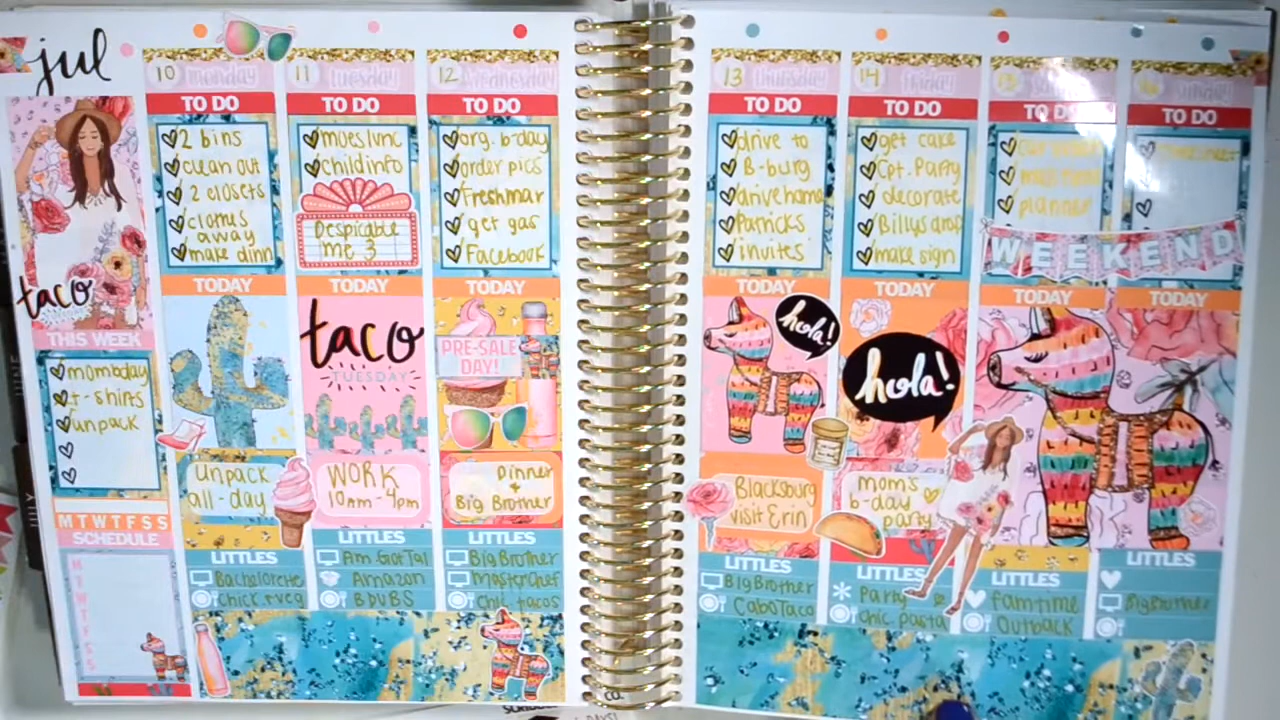 jul
taco
THIS WEEK
mombday
t-shirts
unpack
M T W T F S S
SCHEDULE
M
T
W
T
F
S
S
10 monday
TO DO
2 bins
clean out
2 closets
clothes
away
make dinn
TODAY
unpack
all-day
LITTLES
Bachelorette
chick + veg
11 tuesday
TO DO
moes lunc
child info
Despicable
me 3
TODAY
taco
TUESDAY
WORK
10am-4pm
LITTLES
Am. Got Tal
Amazon
BDUBS
12 wednesday
TO DO
org. b-day
order pics
Freshmar
get gas
Facebook
TODAY
PRE-SALE
DAY!
Dinner
+
Big Brother
LITTLES
Big Brother
MasterChef
chic tacos
13 thursday
TO DO
drive to
B-burg
drive home
Patricks
invites
TODAY
hola!
Blacksburg
visit Erin
LITTLES
Big Brother
Cabo Taco
14 friday
TO DO
get cake
Cpt. Party
decorate
Billys drop
make sign
TODAY
hola!
mom's
b-day
party
LITTLES
Party
chic. pasta
TO DO
planner
WEEKEND
TODAY
LITTLES
famtime
Outback
TO DO
TODAY
LITTLES
Big Brother